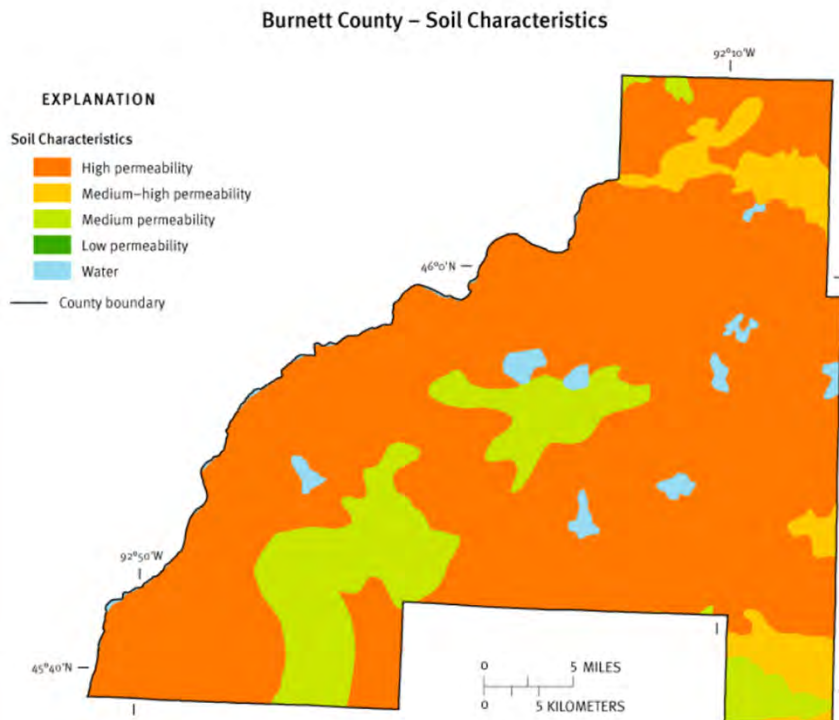 Burnett County – Soil Characteristics
92°10'W
EXPLANATION
Soil Characteristics
High permeability
Medium–high permeability
Medium permeability
Low permeability
Water
County boundary
46°0'N
92°50'W
45°40'N
0 5 MILES
0 5 KILOMETERS